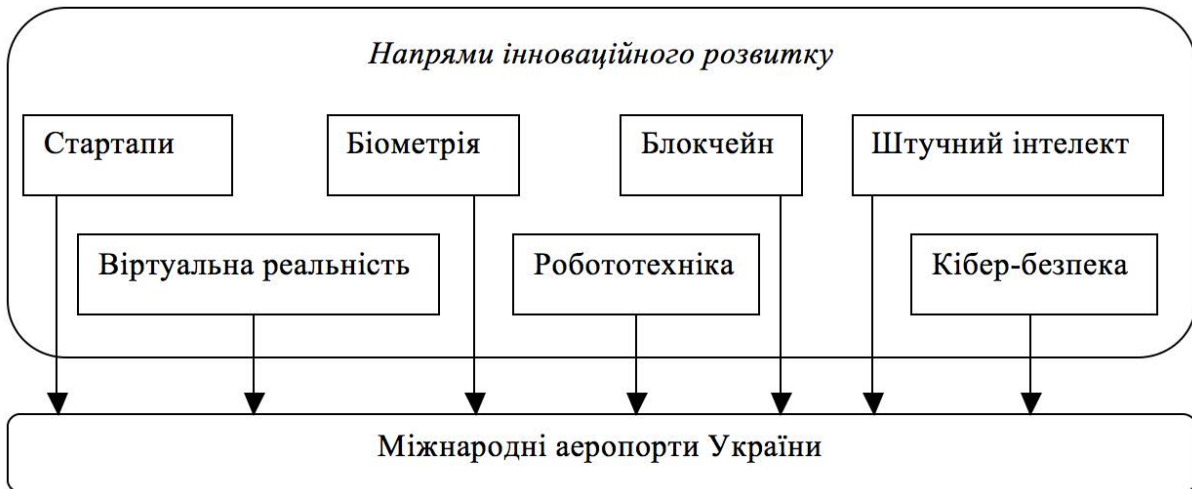 Напрями інноваційного розвитку
Стартапи
Біометрія
Блокчейн
Штучний інтелект
Віртуальна реальність
Робототехніка
Кібер-безпека
Міжнародні аеропорти України